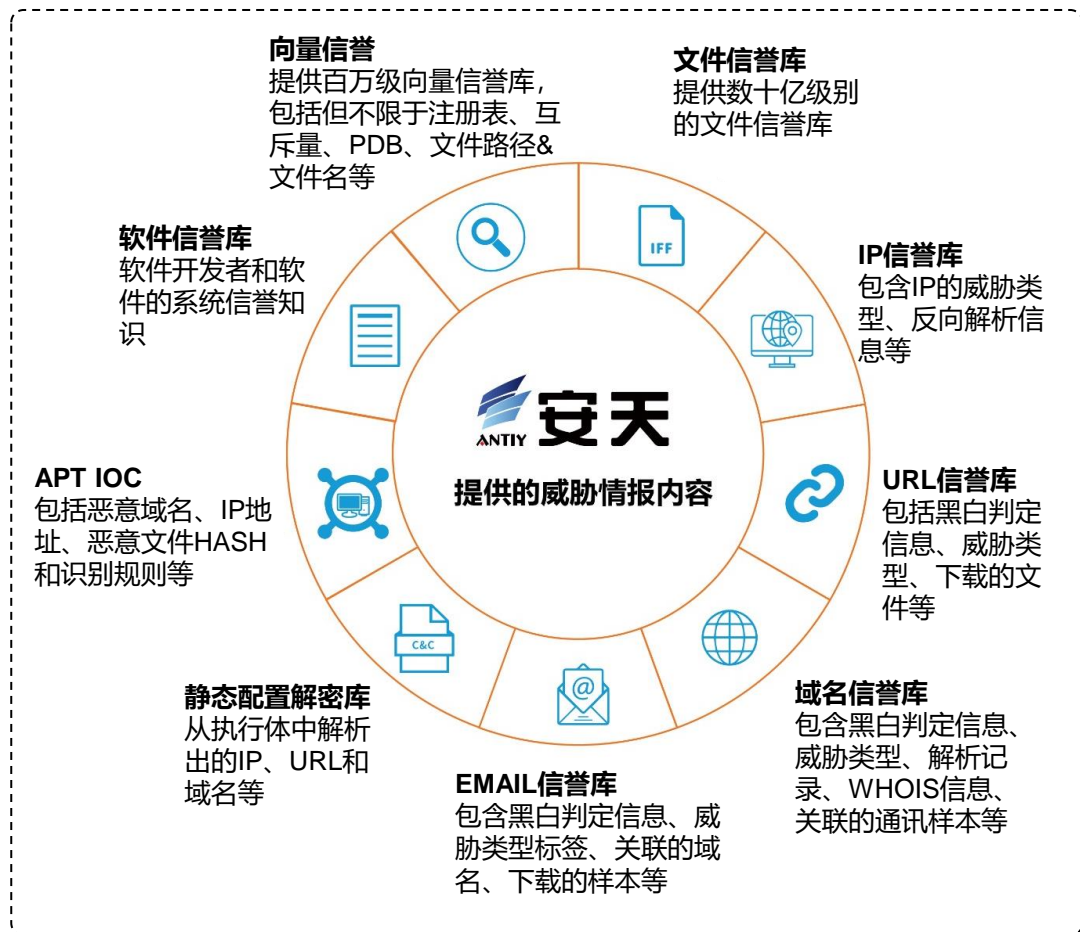 向量信誉
提供百万级向量信誉库，
包括但不限于注册表、互
斥量、PDB、文件路径&
文件名等
文件信誉库
提供数十亿级别
的文件信誉库
IFF
IP信誉库
包含IP的威胁类
型、反向解析信
息等
URL信誉库
包括黑白判定
信息、威胁类
型、下载的文
件等
域名信誉库
包含黑白判定信息、
威胁类型、解析记
录、WHOIS信息、
关联的通讯样本等
@
EMAIL信誉库
包含黑白判定信息、威
胁类型标签、关联的域
名、下载的样本等
C&C
静态配置解密库
从执行体中解析
出的IP、URL和
域名等
APT IOC
包括恶意域名、IP地
址、恶意文件HASH
和识别规则等
软件信誉库
软件开发者和软
件的系统信誉知
识
ANTIY 安天
提供的威胁情报内容